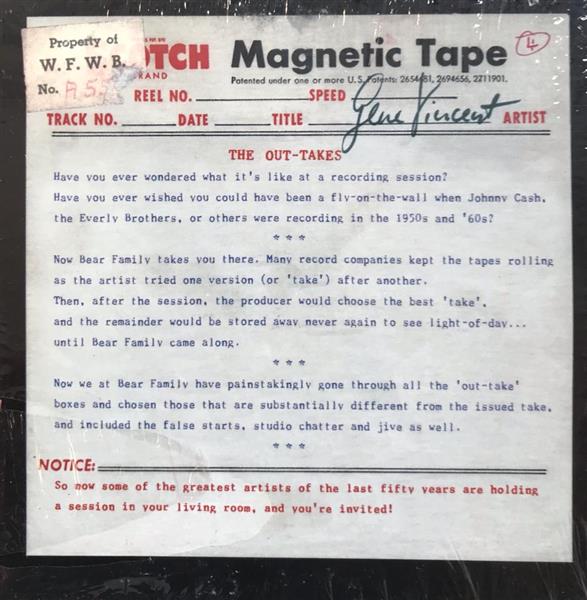 Property of
W. F. W. B.
No. A 55
OTCH
BRAND
Magnetic Tape
4
Patented under one or more U.S. Patents: 2654681, 2694656, 2711901.
REEL NO. SPEED
TRACK NO. DATE TITLE Gene Vincent ARTIST
THE OUT-TAKES
Have you ever wondered what it's like at a recording session?
Have you ever wished you could have been a fly-on-the-wall when Johnny Cash,
the Everly Brothers, or others were recording in the 1950s and '60s?
* * *
Now Bear Family takes you there. Many record companies kept the tapes rolling
as the artist tried one version (or 'take') after another.
Then, after the session, the producer would choose the best 'take',
and the remainder would be stored away never again to see light-of-day...
until Bear Family came along.
* * *
Now we at Bear Family have painstakingly gone through all the 'out-take'
boxes and chosen those that are substantially different from the issued take,
and included the false starts, studio chatter and jive as well.
* * *
NOTICE:
So now some of the greatest artists of the last fifty years are holding
a session in your living room, and you're invited!